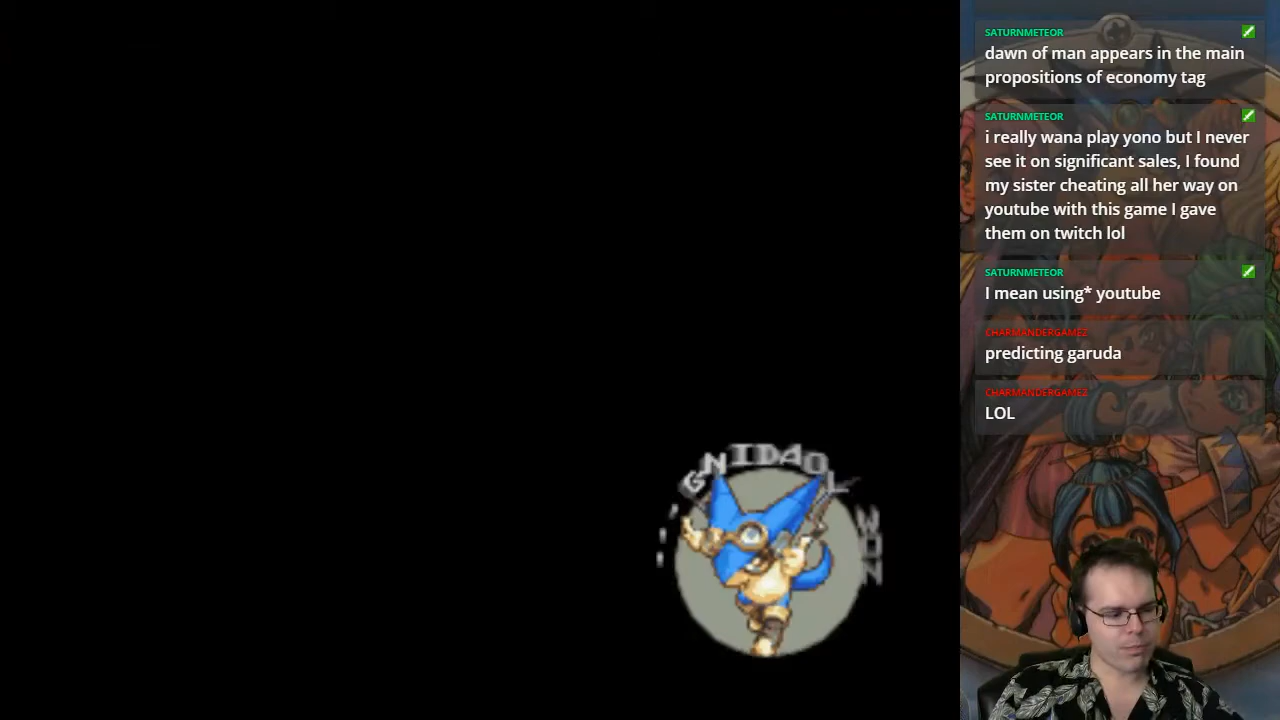 SATURNMETEOR
dawn of man appears in the main
propositions of economy tag
SATURNMETEOR
i really wana play yono but I never
see it on significant sales, I found
my sister cheating all her way on
youtube with this game I gave
them on twitch lol
SATURNMETEOR
I mean using* youtube
CHARMANDERGAMEZ
predicting garuda
CHARMANDERGAMEZ
LOL
NOW LOADING...